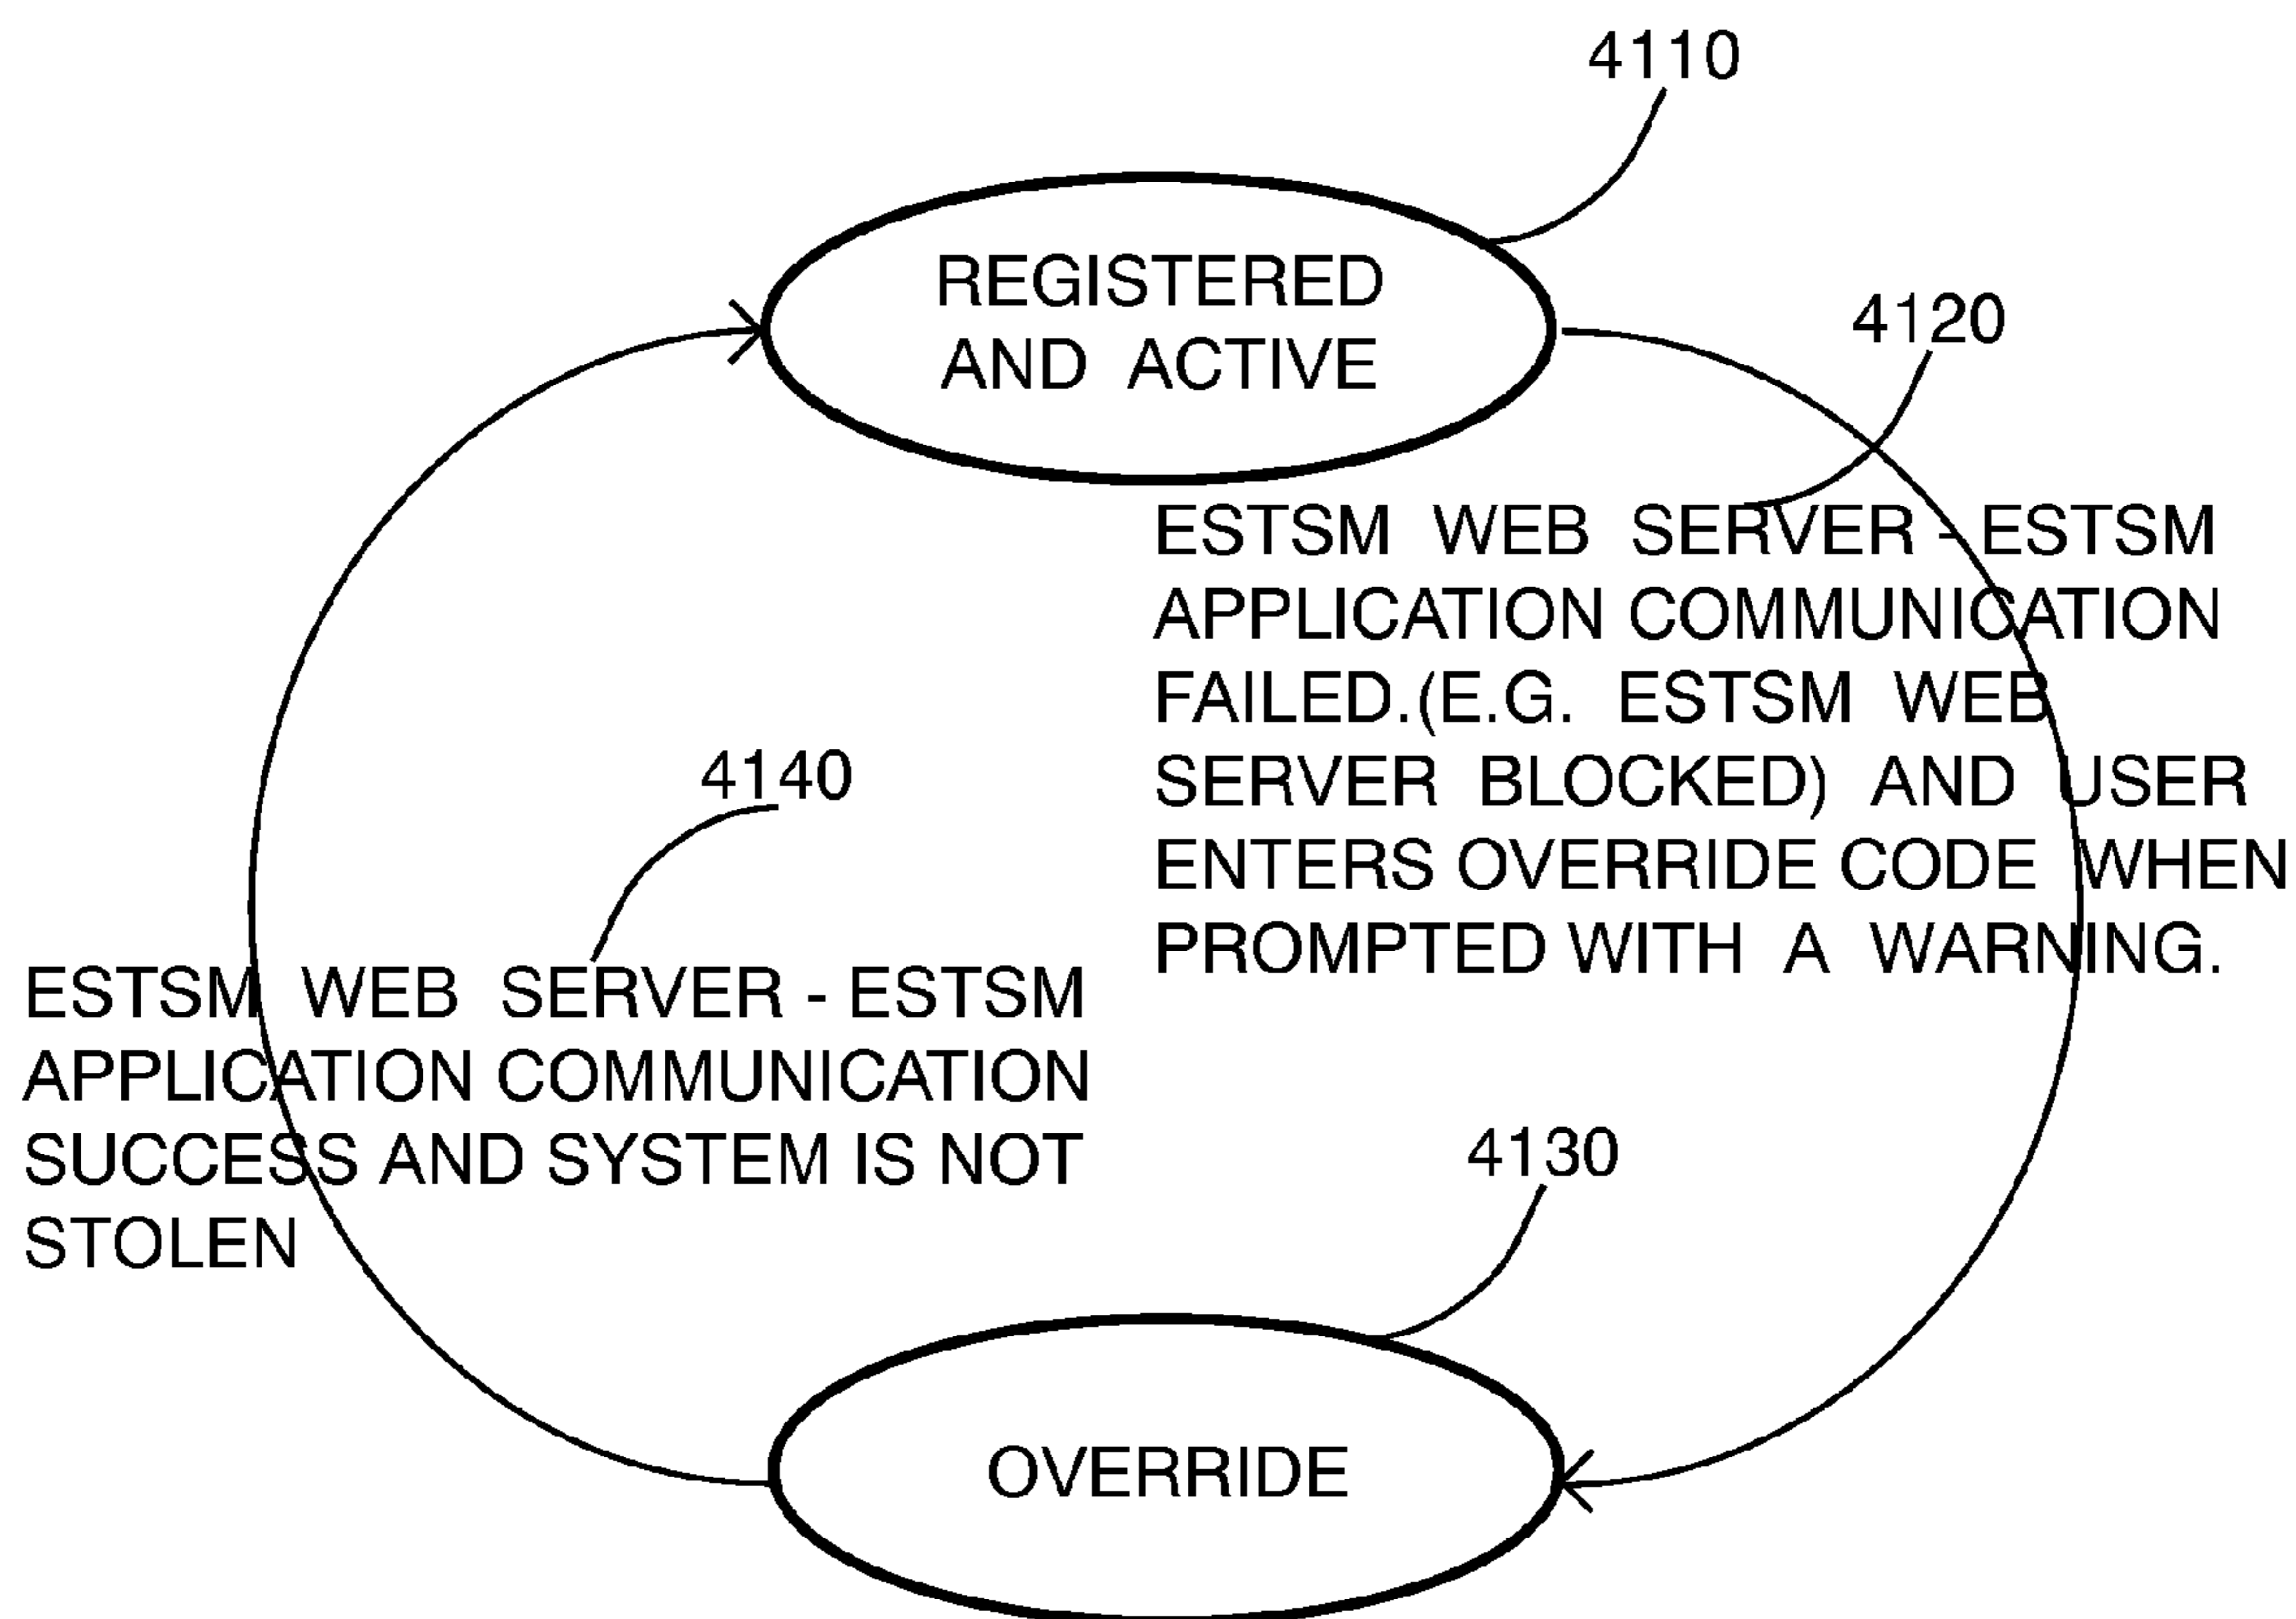 4110
REGISTERED
AND ACTIVE
4120
ESTSM WEB SERVER - ESTSM
APPLICATION COMMUNICATION
FAILED.(E.G. ESTSM WEB
SERVER BLOCKED) AND USER
ENTERS OVERRIDE CODE WHEN
PROMPTED WITH A WARNING.
4140
ESTSM WEB SERVER - ESTSM
APPLICATION COMMUNICATION
SUCCESS AND SYSTEM IS NOT
STOLEN
4130
OVERRIDE